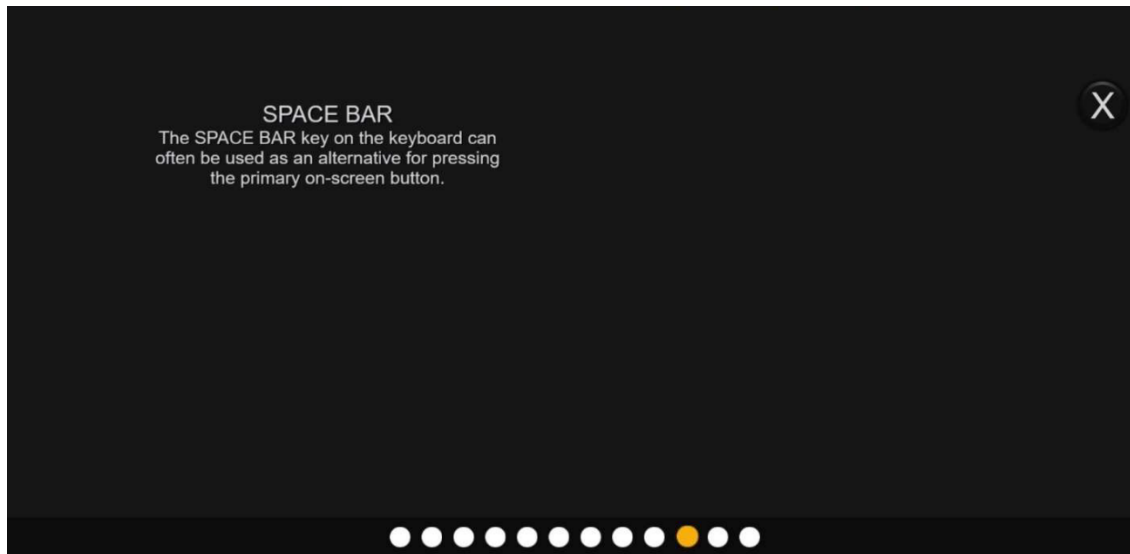 SPACE BAR
The SPACE BAR key on the keyboard can
often be used as an alternative for pressing
the primary on-screen button.
X